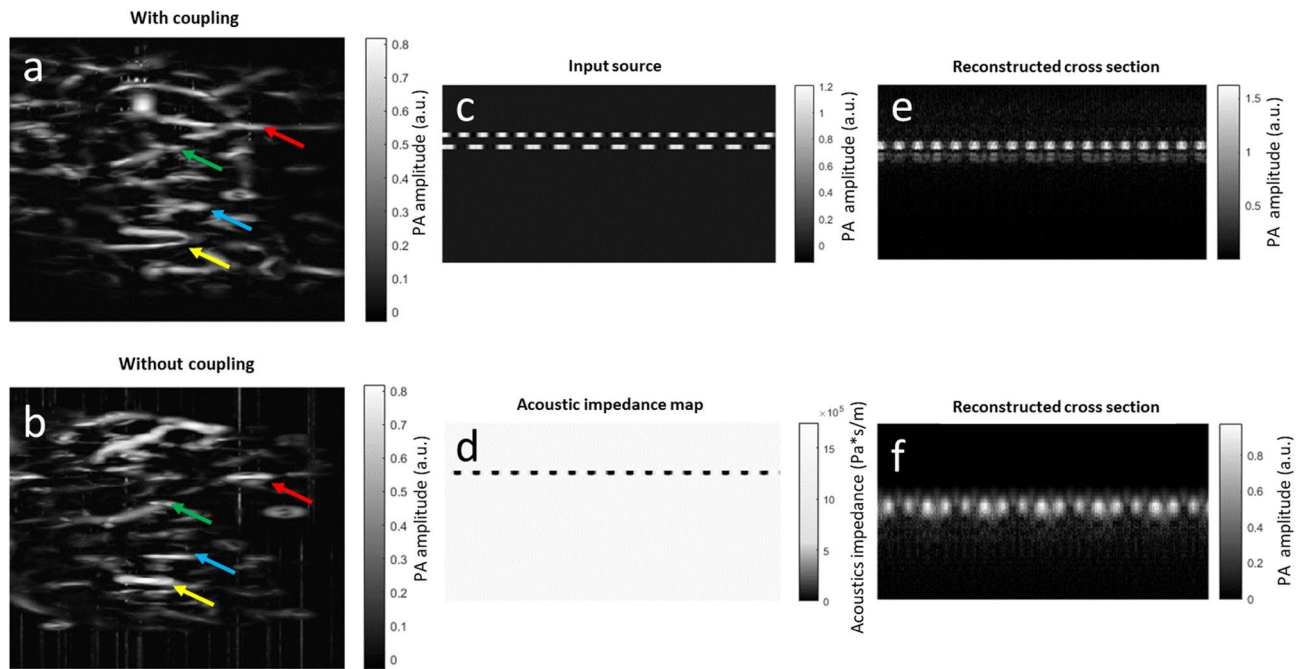 With coupling
a
0.8
0.7
0.6
0.5
0.4
0.3
0.2
0.1
0
PA amplitude (a.u.)
Input source
c
1.2
1
0.8
0.6
0.4
0.2
0
PA amplitude (a.u.)
Reconstructed cross section
e
1.5
1
0.5
PA amplitude (a.u.)
Without coupling
b
0.8
0.7
0.6
0.5
0.4
0.3
0.2
0.1
0
PA amplitude (a.u.)
Acoustic impedance map
d
×10⁵
15
10
5
0
Acoustics impedance (Pa*s/m)
Reconstructed cross section
f
0.8
0.6
0.4
0.2
0
PA amplitude (a.u.)